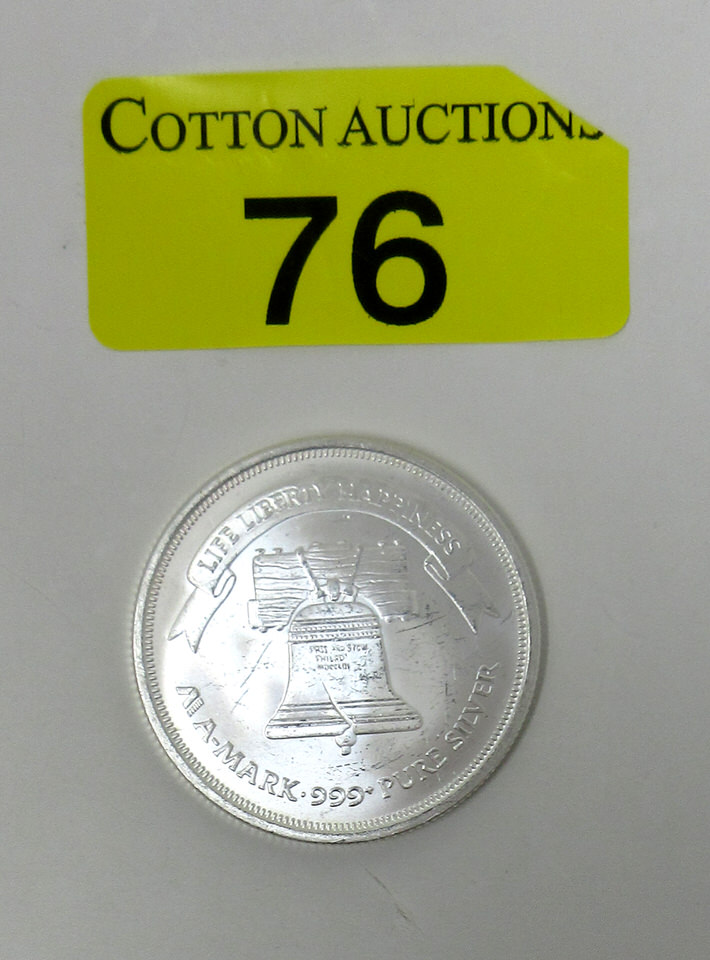 COTTON AUCTIONS
76
LIFE LIBERTY HAPPINESS
A-MARK · 999+ PURE SILVER